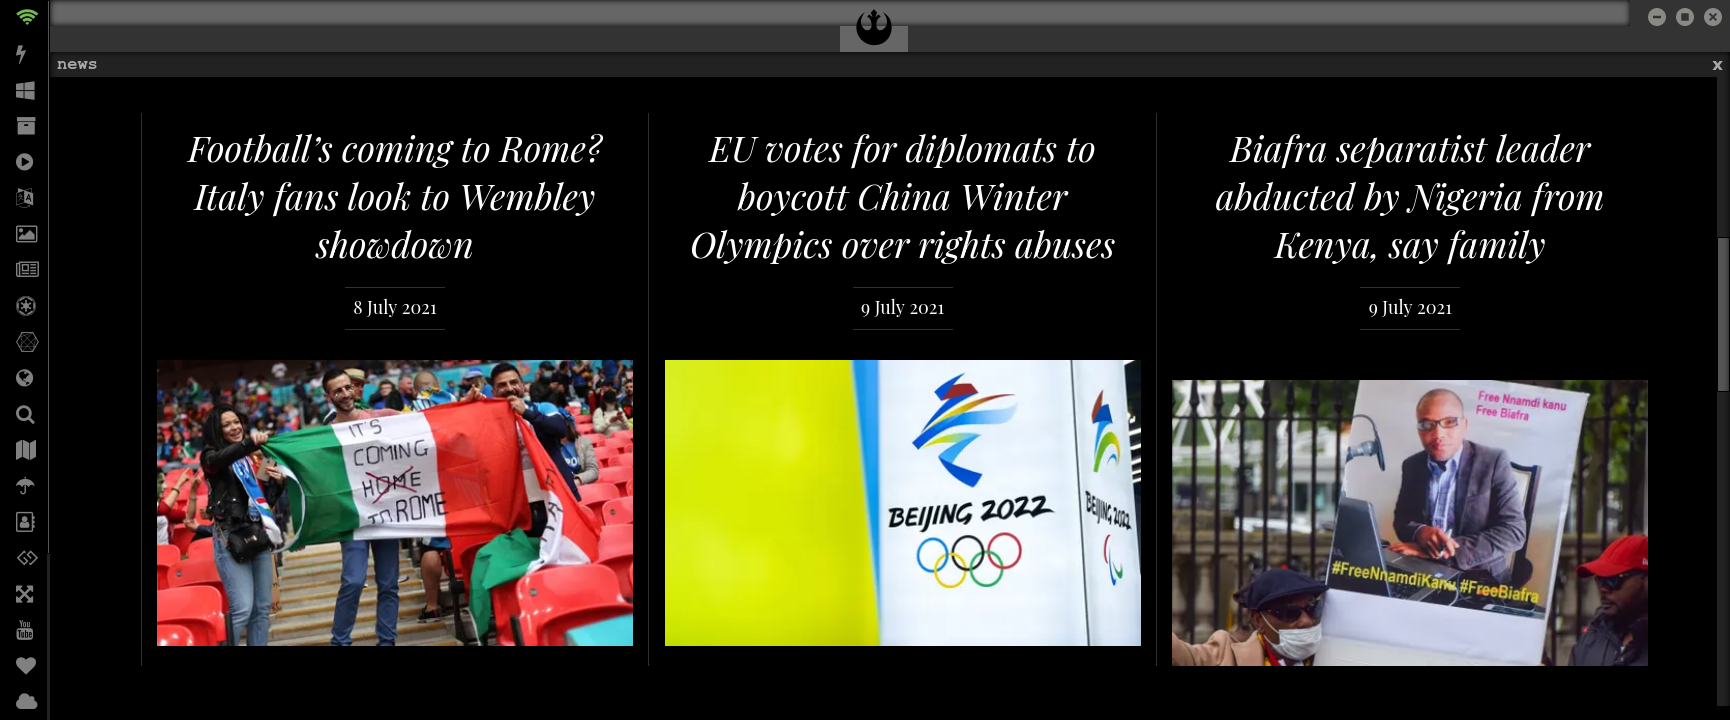 news
x
Football’s coming to Rome?
Italy fans look to Wembley
showdown
8 July 2021
IT'S
COMING
HOME
TO ROME
EU votes for diplomats to
boycott China Winter
Olympics over rights abuses
9 July 2021
BEIJING 2022
BEIJING 2022
Biafra separatist leader
abducted by Nigeria from
Kenya, say family
9 July 2021
Free Nnamdi kanu
Free Biafra
#FreeNnamdiKanu #FreeBiafra
You
Tube